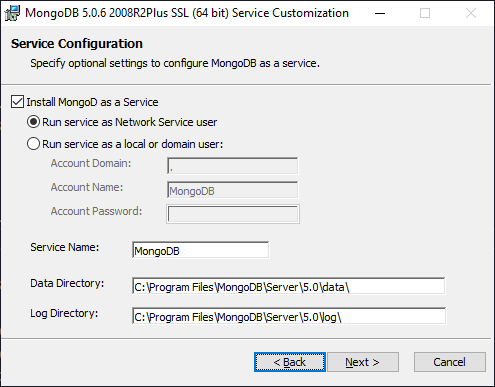 MongoDB 5.0.6 2008R2Plus SSL (64 bit) Service Customization
Service Configuration
Specify optional settings to configure MongoDB as a service.
Install MongoD as a Service
Run service as Network Service user
Run service as a local or domain user:
Account Domain: .
Account Name: MongoDB
Account Password:
Service Name: MongoDB
Data Directory: C:\Program Files\MongoDB\Server\5.0\data\
Log Directory: C:\Program Files\MongoDB\Server\5.0\log\
< Back Next > Cancel